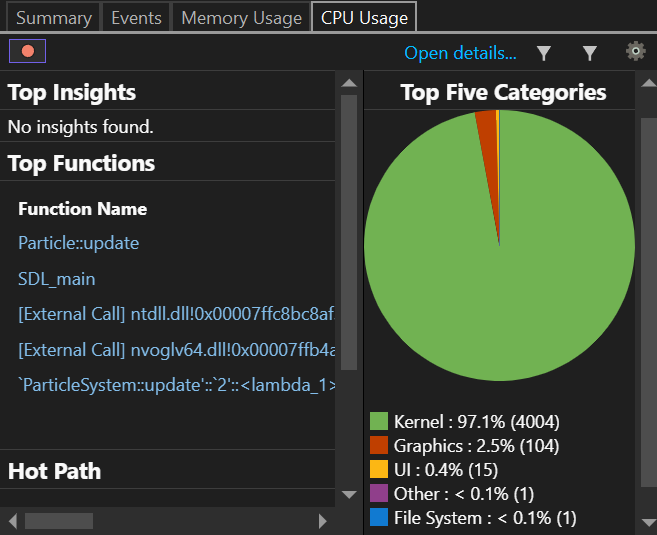 Summary Events Memory Usage CPU Usage
Open details...
Top Insights
No insights found.
Top Functions
Function Name
Particle::update
SDL_main
[External Call] ntdll.dll!0x00007ffc8bc8af
[External Call] nvoglv64.dll!0x00007ffb4a
`ParticleSystem::update'::`2'::<lambda_1>
Hot Path
Top Five Categories
Kernel : 97.1% (4004)
Graphics : 2.5% (104)
UI : 0.4% (15)
Other : < 0.1% (1)
File System : < 0.1% (1)